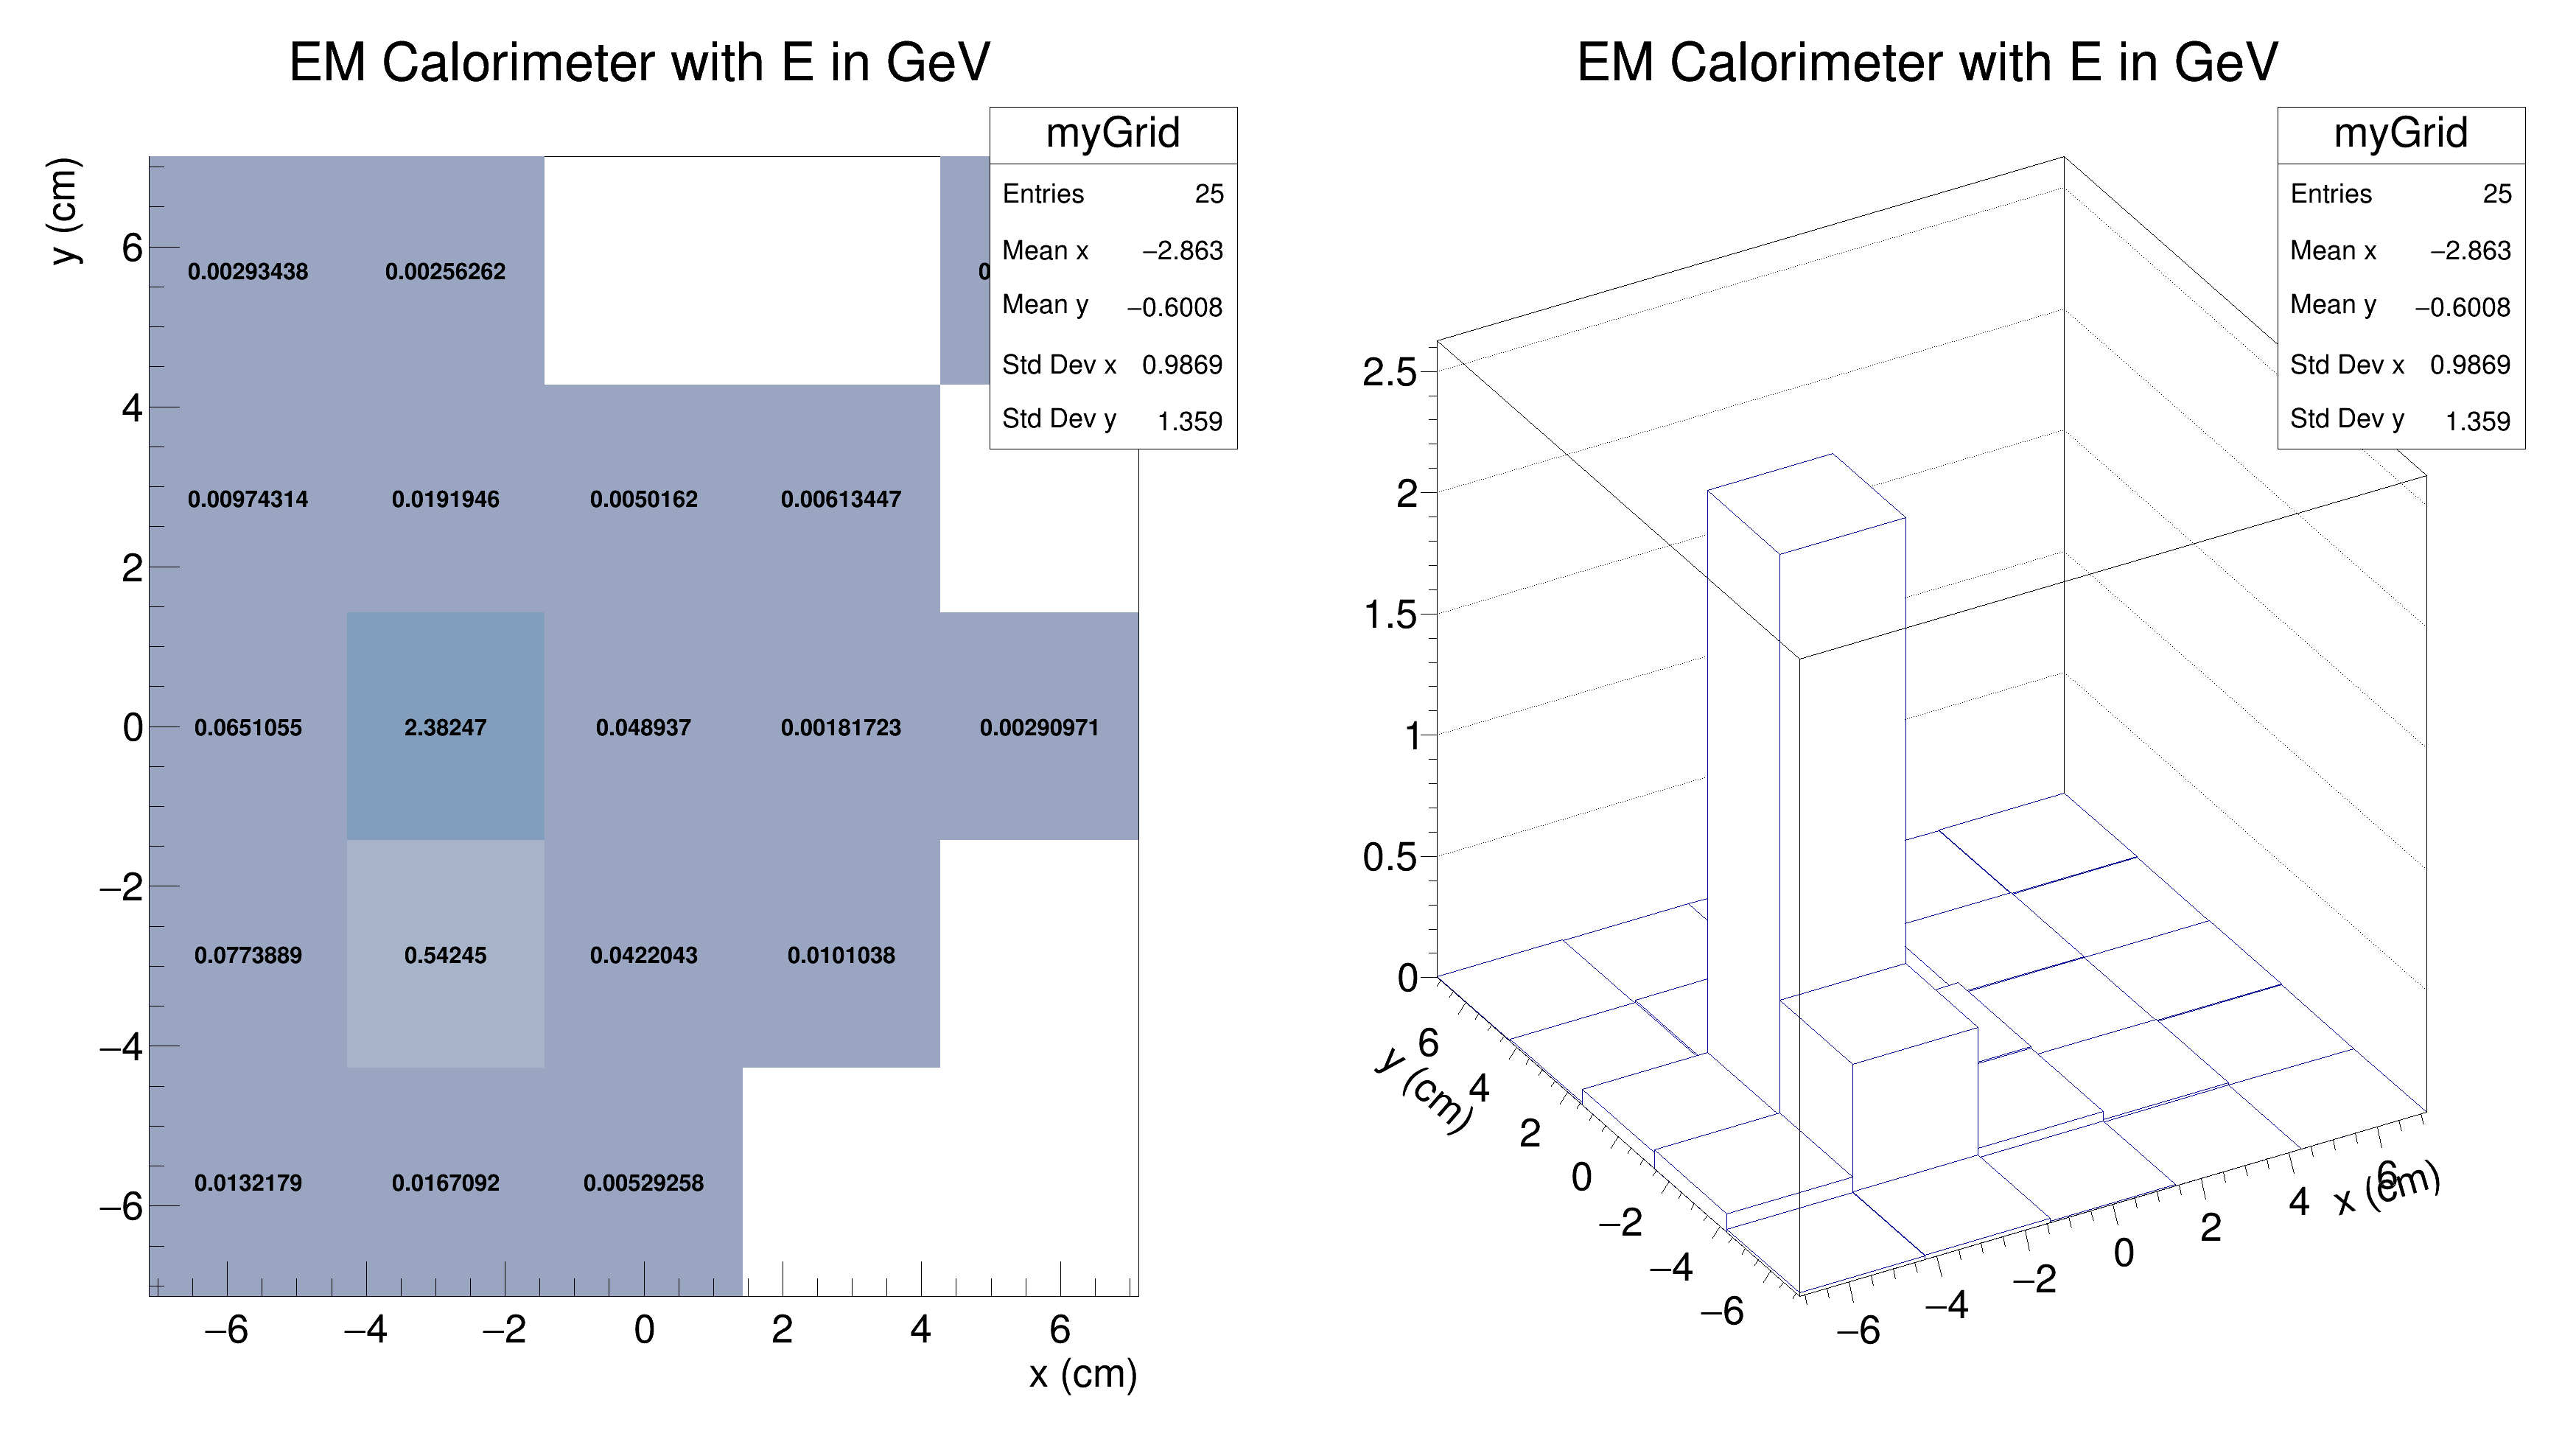 EM Calorimeter with E in GeV
myGrid
Entries 25
Mean x −2.863
Mean y −0.6008
Std Dev x 0.9869
Std Dev y 1.359
y (cm)
6
4
2
0
−2
−4
−6
0.00293438 0.00256262
0.00974314 0.0191946 0.0050162 0.00613447
0.0651055 2.38247 0.048937 0.00181723 0.00290971
0.0773889 0.54245 0.0422043 0.0101038
0.0132179 0.0167092 0.00529258
−6 −4 −2 0 2 4 6
x (cm)
EM Calorimeter with E in GeV
myGrid
Entries 25
Mean x −2.863
Mean y −0.6008
Std Dev x 0.9869
Std Dev y 1.359
2.5
2
1.5
1
0.5
0
6
4
2
0
−2
−4
−6
y (cm)
−6
−4
−2
0
2
4
6
x (cm)